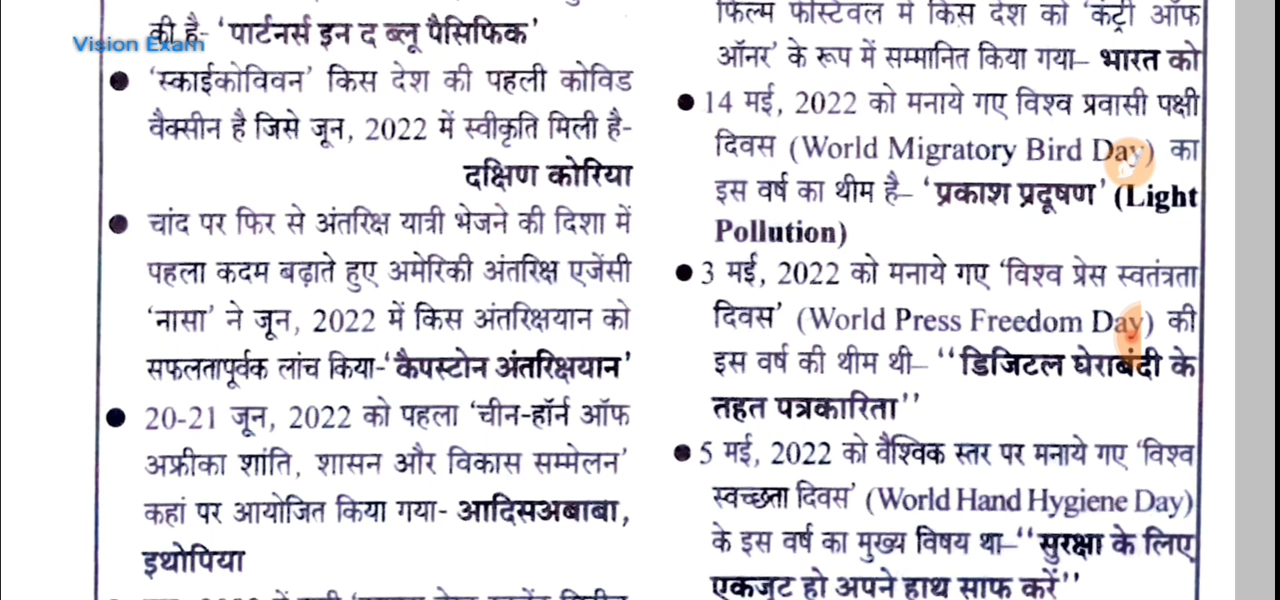 की है- ‘पार्टनर्स इन द ब्लू पैसिफिक’
Vision Exam
● ‘स्काईकोविवन’ किस देश की पहली कोविड
वैक्सीन है जिसे जून, 2022 में स्वीकृति मिली है-
दक्षिण कोरिया
● चांद पर फिर से अंतरिक्ष यात्री भेजने की दिशा में
पहला कदम बढ़ाते हुए अमेरिकी अंतरिक्ष एजेंसी
‘नासा’ ने जून, 2022 में किस अंतरिक्षयान को
सफलतापूर्वक लांच किया-‘कैपस्टोन अंतरिक्षयान’
● 20-21 जून, 2022 को पहला ‘चीन-हॉर्न ऑफ
अफ्रीका शांति, शासन और विकास सम्मेलन’
कहां पर आयोजित किया गया- आदिसअबाबा,
इथोपिया
फिल्म फेस्टिवल में किस देश को ‘कंट्री ऑफ
ऑनर’ के रूप में सम्मानित किया गया– भारत को
● 14 मई, 2022 को मनाये गए विश्व प्रवासी पक्षी
दिवस (World Migratory Bird Day) का
इस वर्ष का थीम है– ‘प्रकाश प्रदूषण’ (Light
Pollution)
● 3 मई, 2022 को मनाये गए ‘विश्व प्रेस स्वतंत्रता
दिवस’ (World Press Freedom Day) की
इस वर्ष की थीम थी– ‘‘डिजिटल घेराबंदी के
तहत पत्रकारिता’’
● 5 मई, 2022 को वैश्विक स्तर पर मनाये गए ‘विश्व
स्वच्छता दिवस’ (World Hand Hygiene Day)
के इस वर्ष का मुख्य विषय था–‘‘सुरक्षा के लिए
एकजुट हो अपने हाथ साफ करें’’